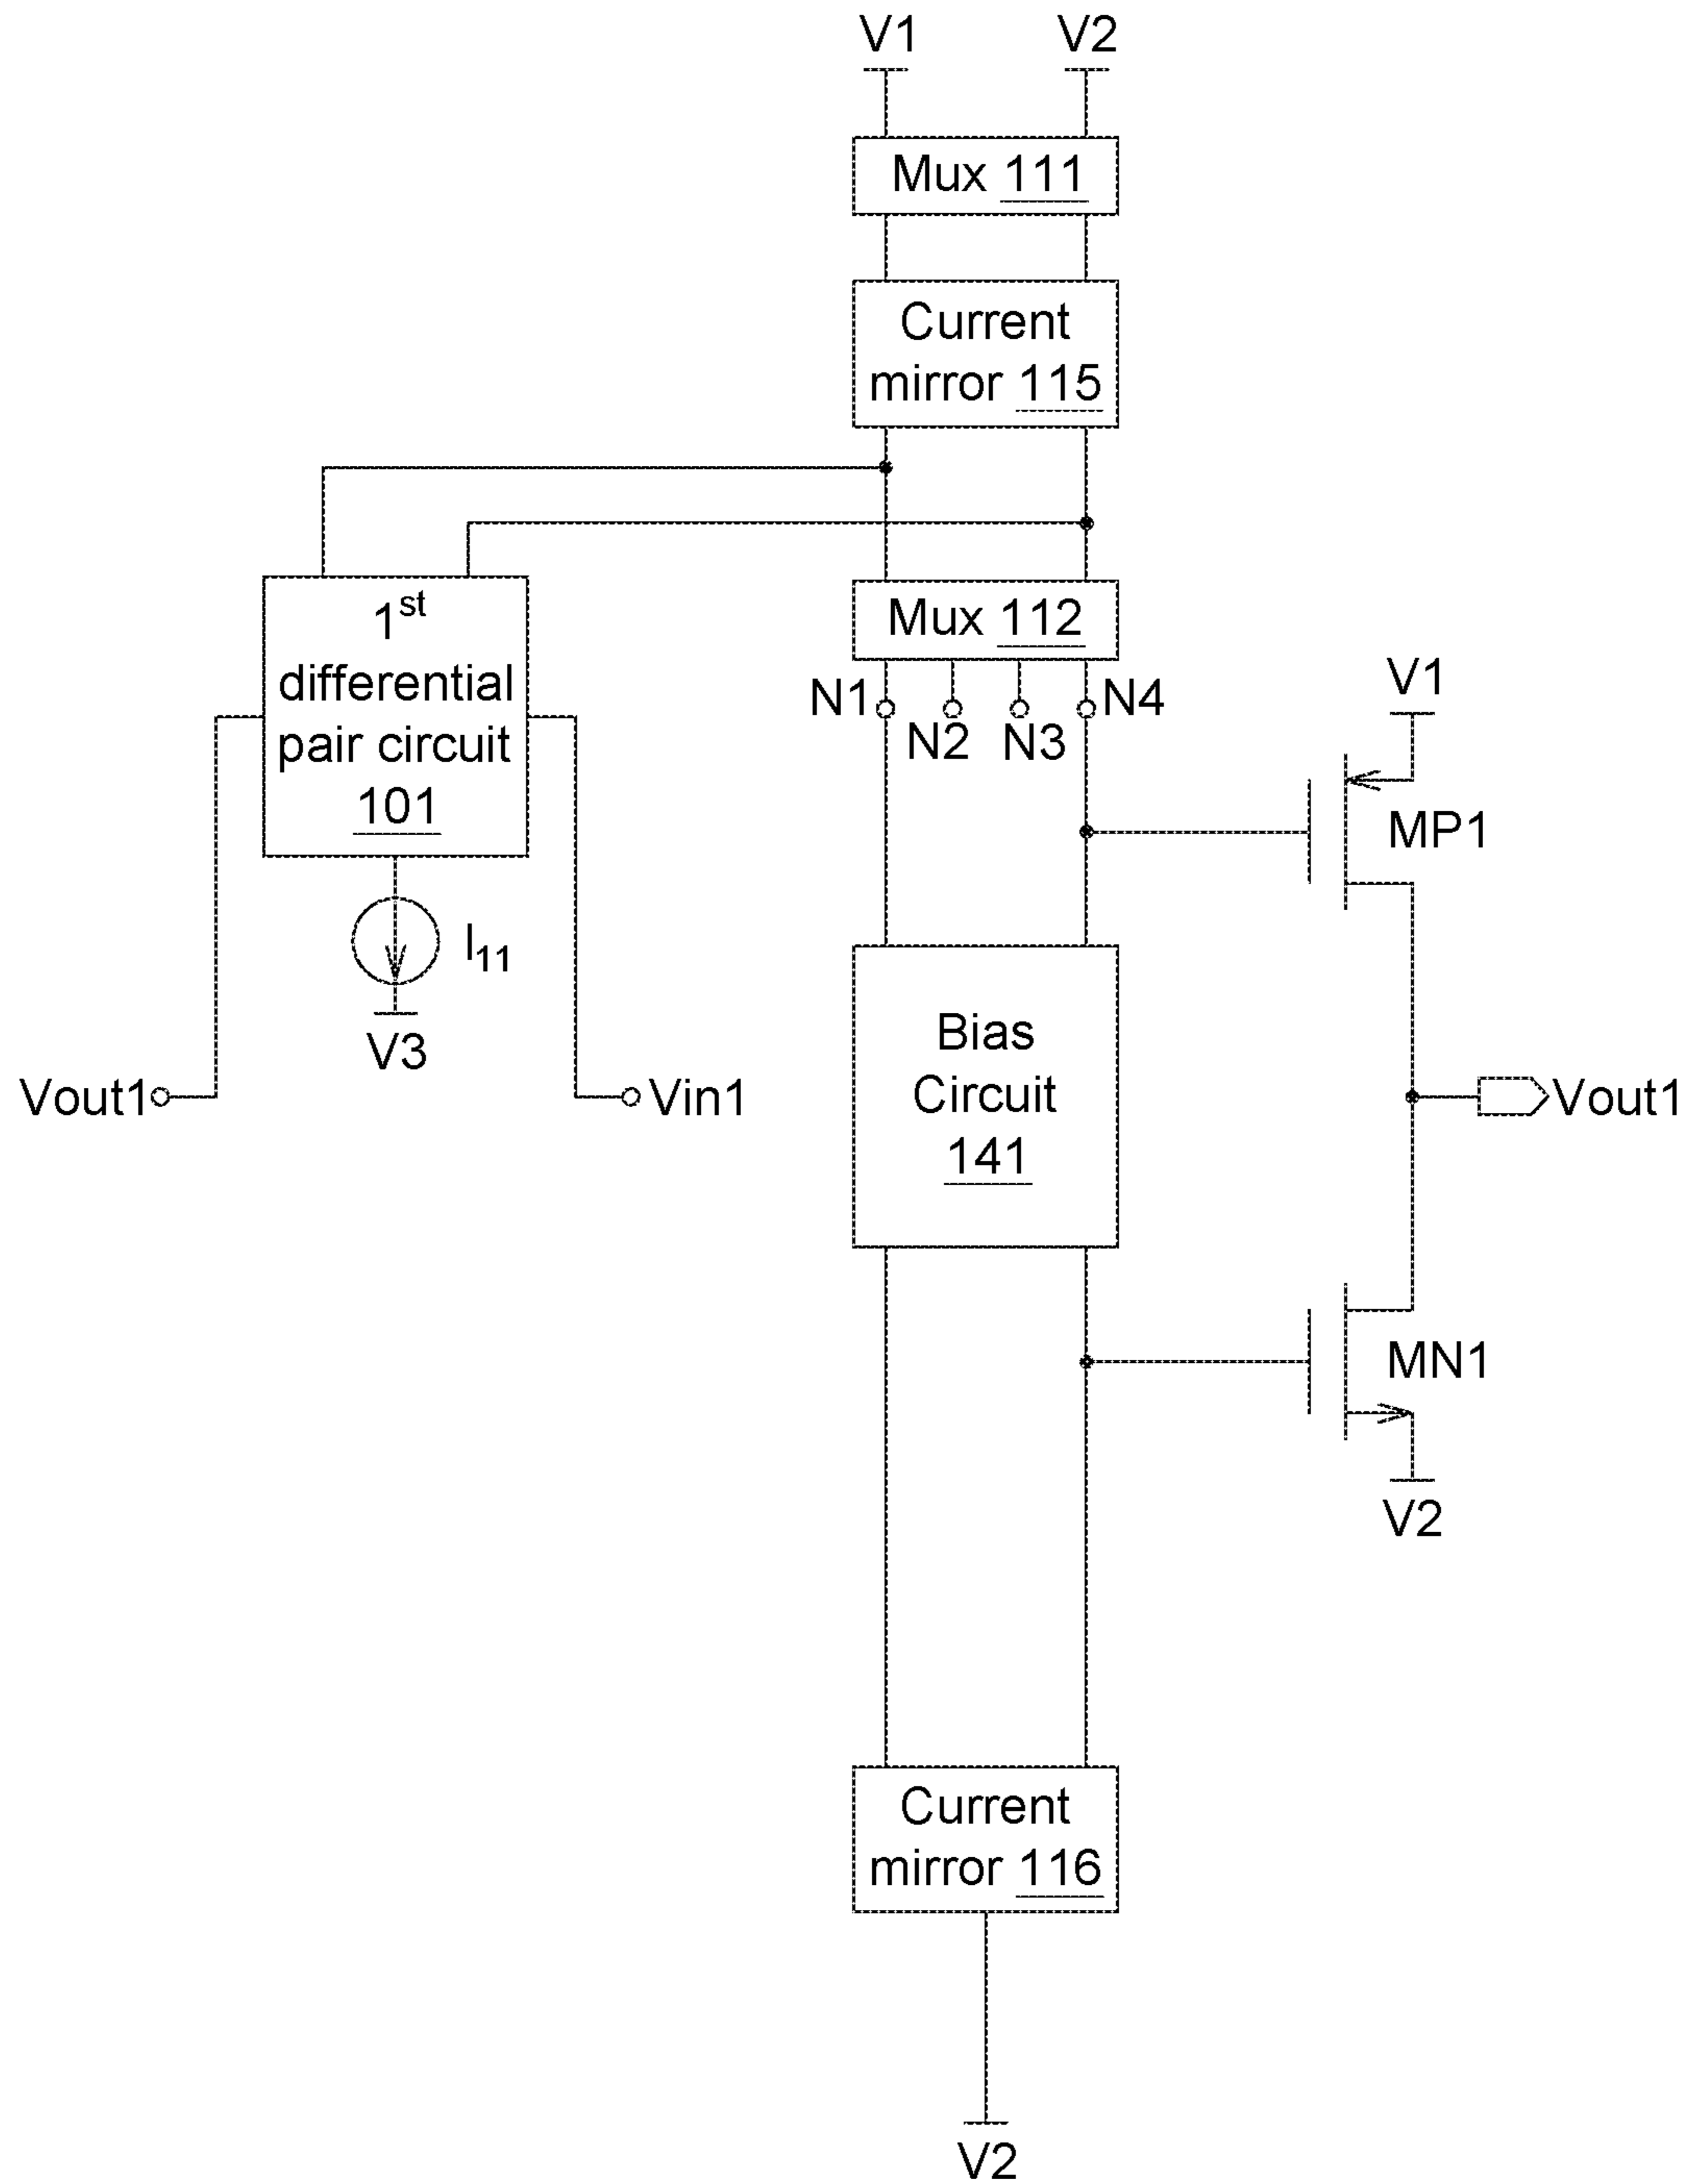 V1 V2
Mux 111
Current
mirror 115
1st
differential
pair circuit
101
Mux 112
N1 N4
N2 N3
V1
MP1
I11
V3
Vout1 Vin1
Bias
Circuit
141
Vout1
MN1
V2
Current
mirror 116
V2